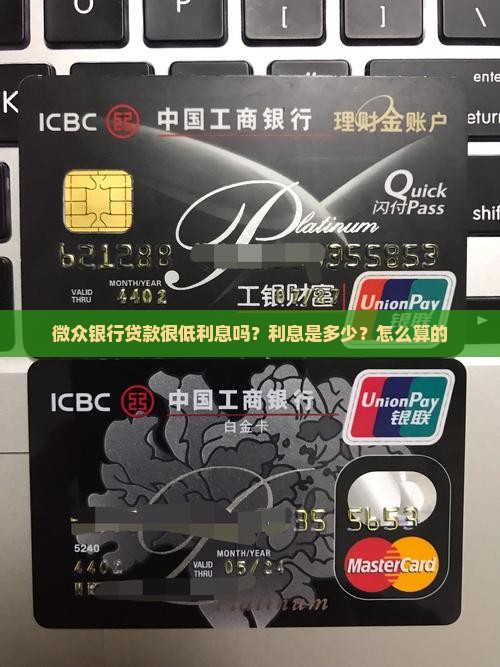 enter
return
shift
K
ICBC 中国工商银行 理财金账户
Quick
闪付Pass
Platinum
621288 355853
MONTH/YEAR
VALID
THRU
4402
工银财富
UnionPay
银联
微众银行贷款很低利息吗？利息是多少？怎么算的
ICBC 中国工商银行
白金卡
UnionPay
银联
35 5653
5240
MONTH/YEAR
VALID
THRU
05/24
MasterCard
Platinum